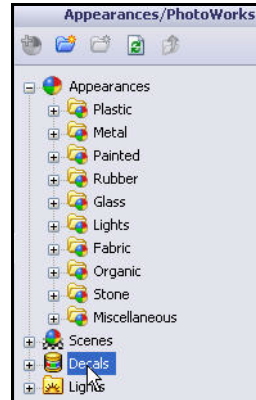 Appearances/PhotoWorks
Appearances
Plastic
Metal
Painted
Rubber
Glass
Lights
Fabric
Organic
Stone
Miscellaneous
Scenes
Decals
Lights